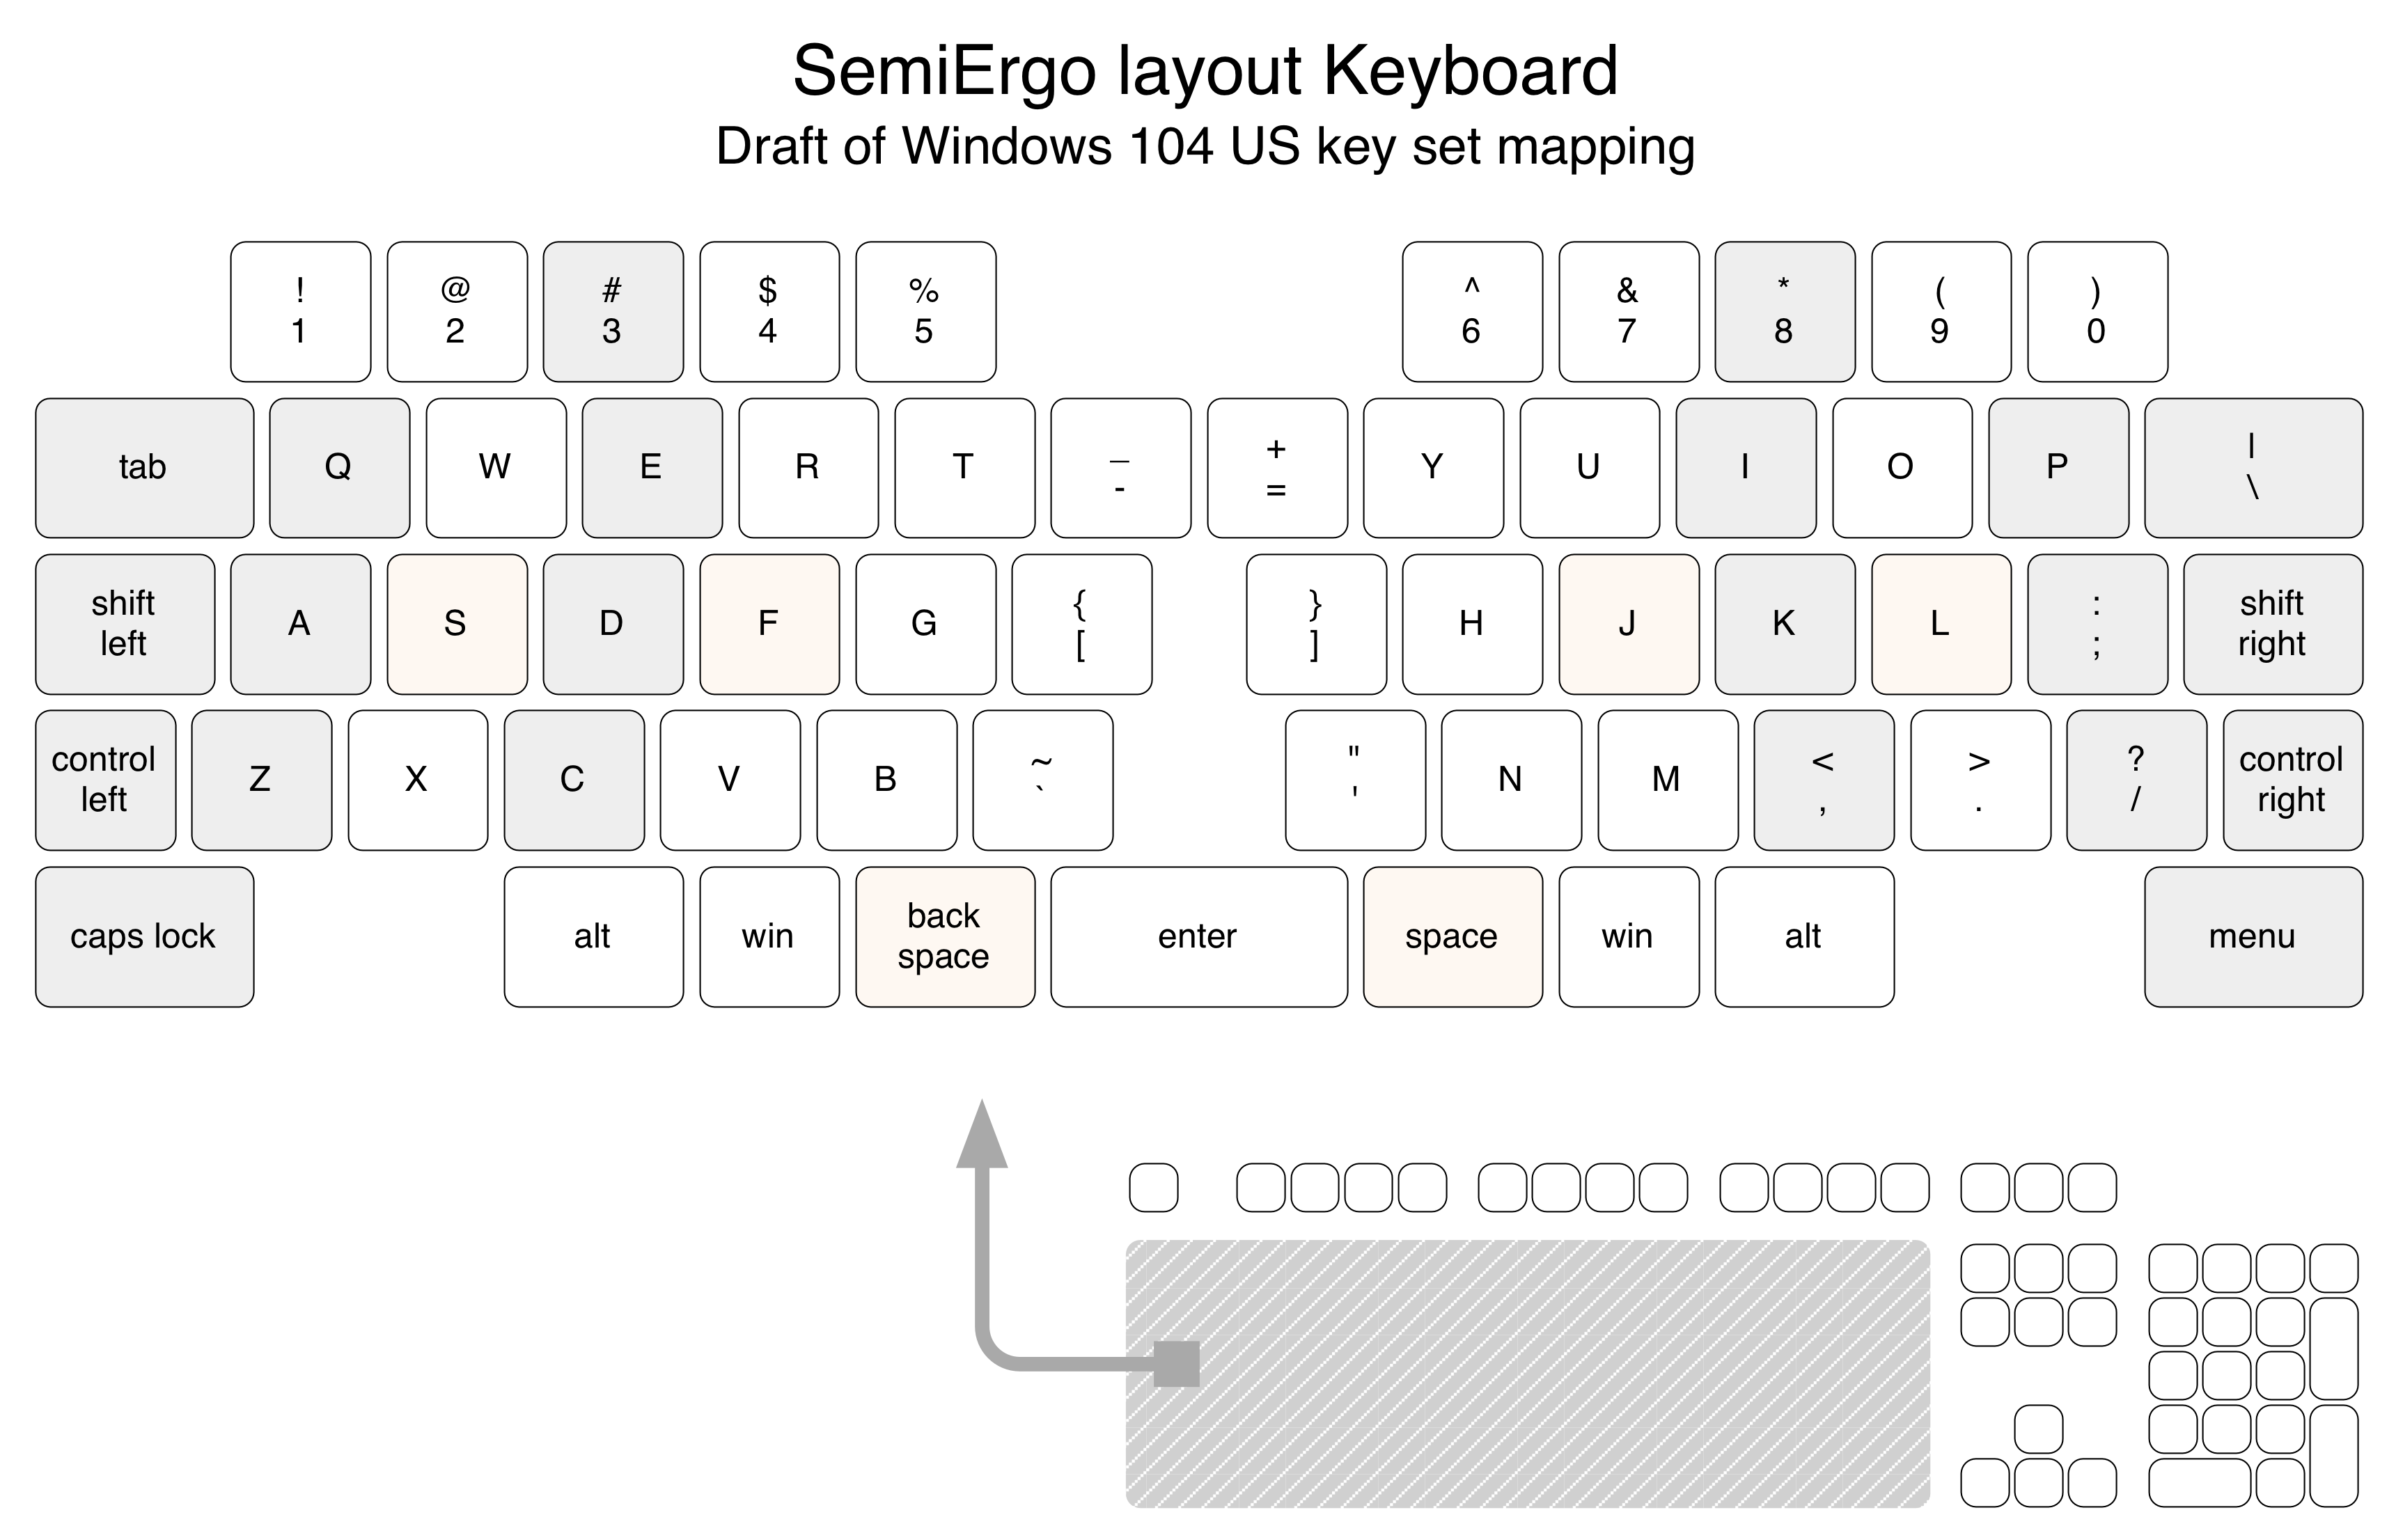 SemiErgo layout Keyboard
Draft of Windows 104 US key set mapping
! @ # $ % ^ & * ( )
1 2 3 4 5 6 7 8 9 0
tab Q W E R T _ - + = Y U I O P | \
shift left A S D F G { [ } ] H J K L : ; shift right
control left Z X C V B ~ ` " ' N M < , > . ? / control right
caps lock alt win back space enter space win alt menu